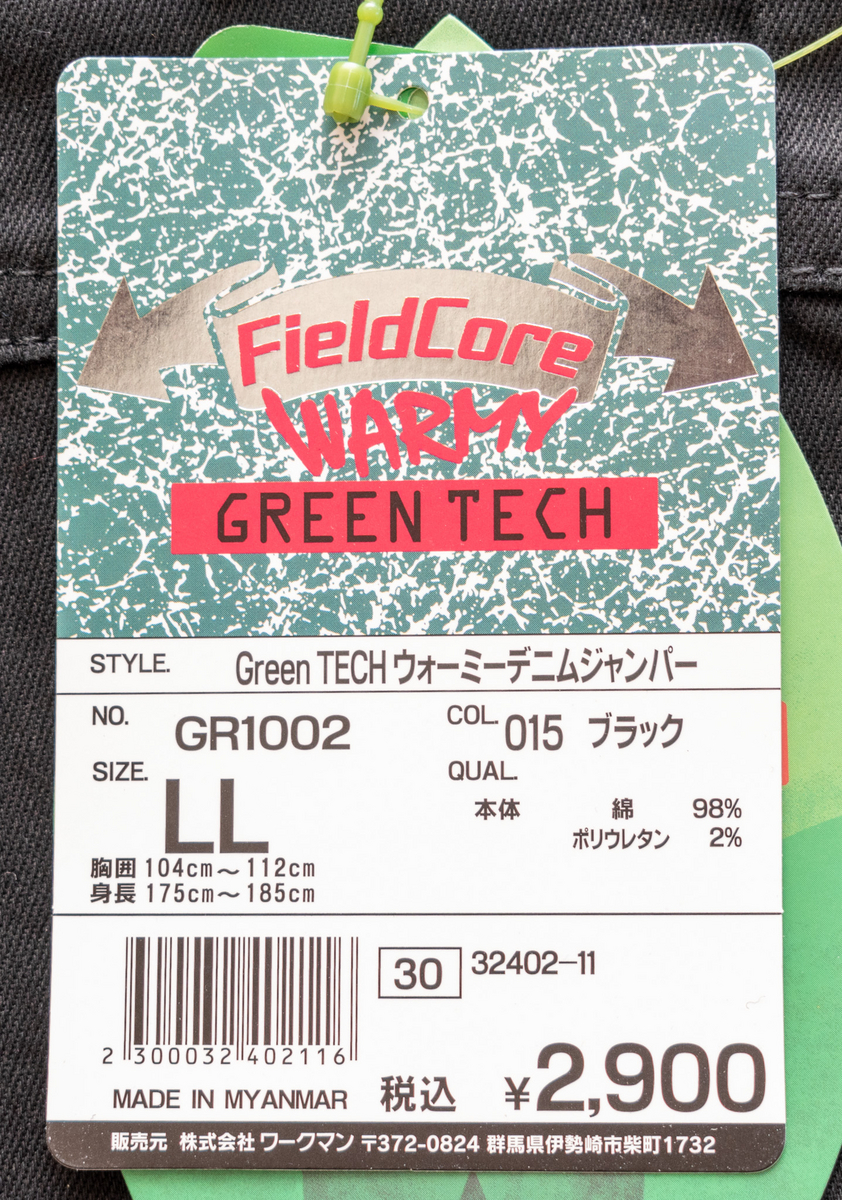 FieldCore
WARMY
GREEN TECH
STYLE. Green TECH ウォーミーデニムジャンパー
NO. GR1002
COL. 015 ブラック
SIZE. LL
QUAL.
本体 綿 98%
ポリウレタン 2%
胸囲 104cm～112cm
身長 175cm～185cm
30 32402-11
2 300032 402116
MADE IN MYANMAR 税込 ¥2,900
販売元 株式会社 ワークマン 〒372-0824 群馬県伊勢崎市柴町1732